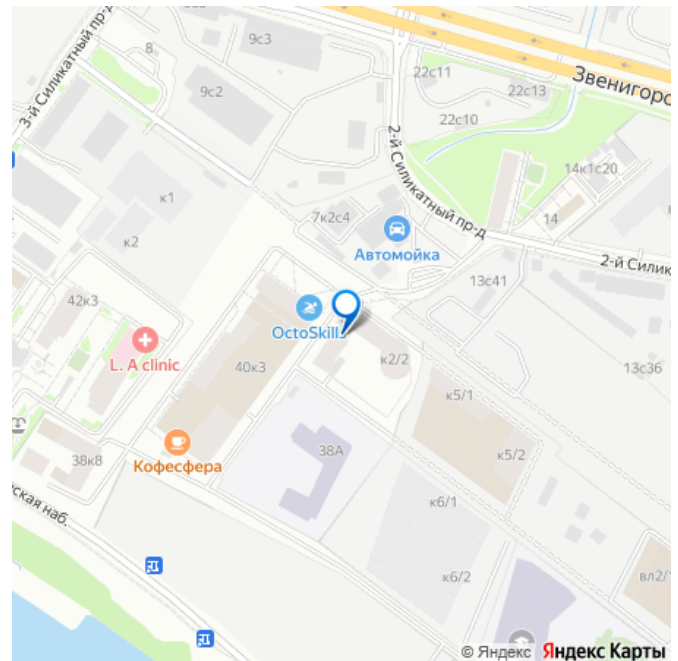 8
9с3
9с2
3-й Силикатный пр-д
22с11
22с13
22с10
Звенигород
2-й Силикатный пр-д
14к1с20
14
к1
к2
7к2с4
Автомойка
2-й Силик
13с41
42к3
OctoSkills
L. A clinic
40к3
к2/2
13с36
к5/1
к5/2
38А
38к8
Кофесфера
к6/1
ская наб.
к6/2
вл2/
© Яндекс Яндекс Карты